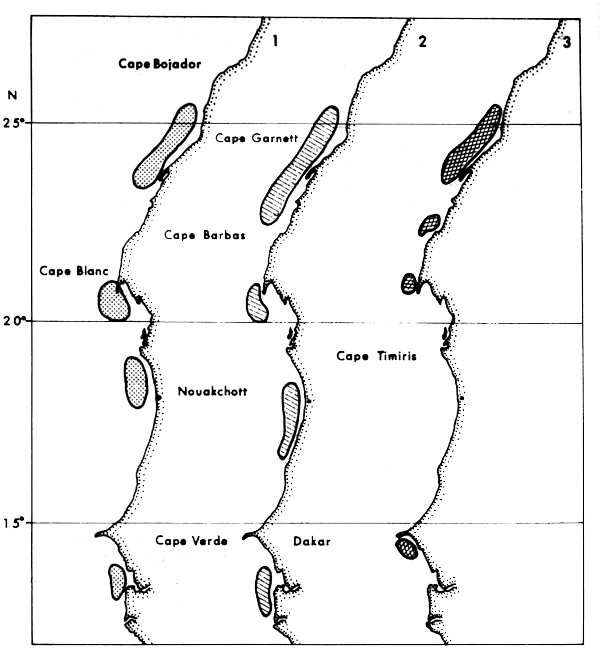 1
2
3
Cape Bojador
N
25°
Cape Garnett
Cape Barbas
Cape Blanc
20°
Cape Timiris
Nouakchott
15°
Cape Verde
Dakar